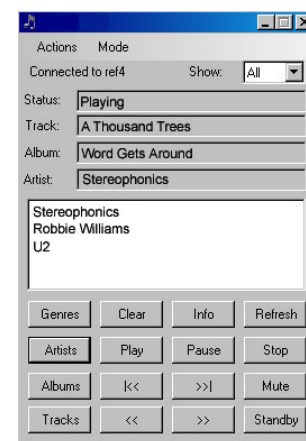 Actions Mode
Connected to ref4 Show: All
Status: Playing
Track: A Thousand Trees
Album: Word Gets Around
Artist: Stereophonics
Stereophonics
Robbie Williams
U2
Genres Clear Info Refresh
Artists Play Pause Stop
Albums |<< >>| Mute
Tracks << >> Standby